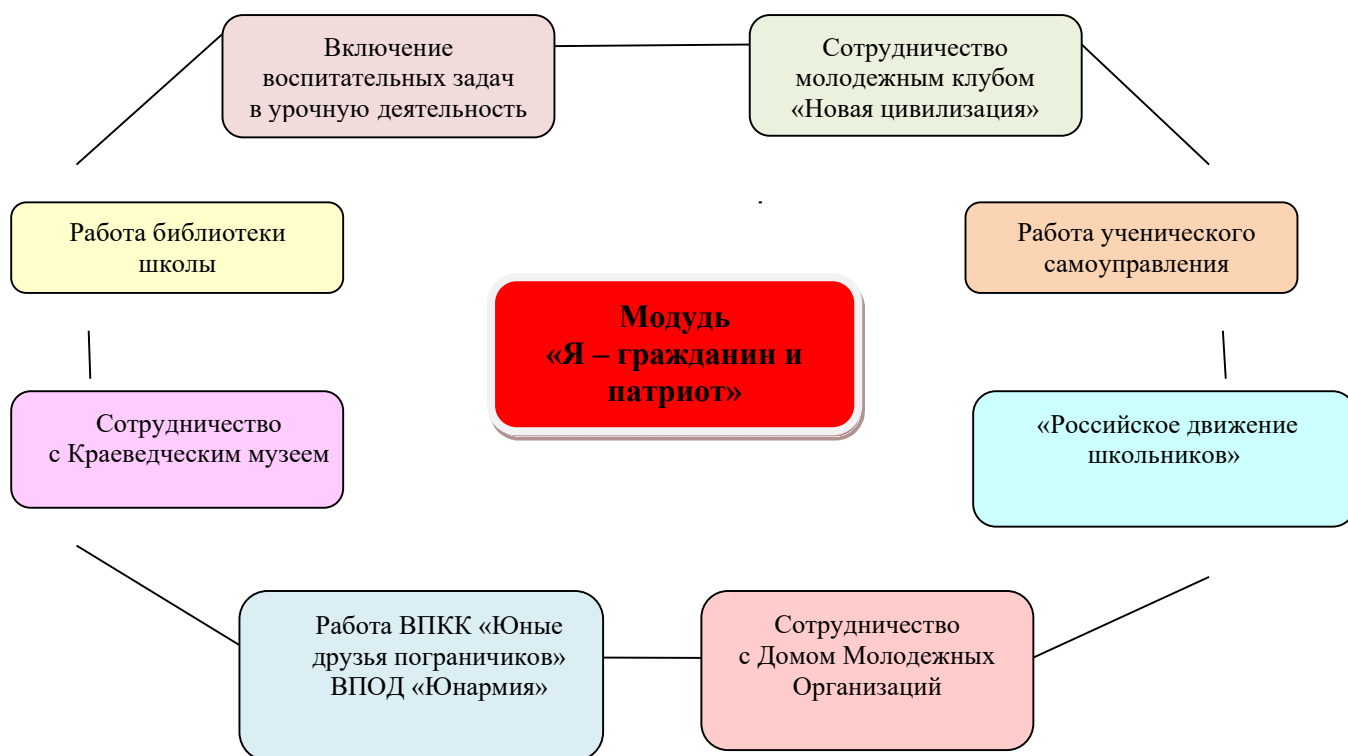 Включение
воспитательных задач
в урочную деятельность
Сотрудничество
молодежным клубом
«Новая цивилизация»
Работа библиотеки
школы
Работа ученического
самоуправления
Модудь
«Я – гражданин и
патриот»
Сотрудничество
с Краеведческим музеем
«Российское движение
школьников»
Работа ВПКК «Юные
друзья пограничиков»
ВПОД «Юнармия»
Сотрудничество
с Домом Молодежных
Организаций